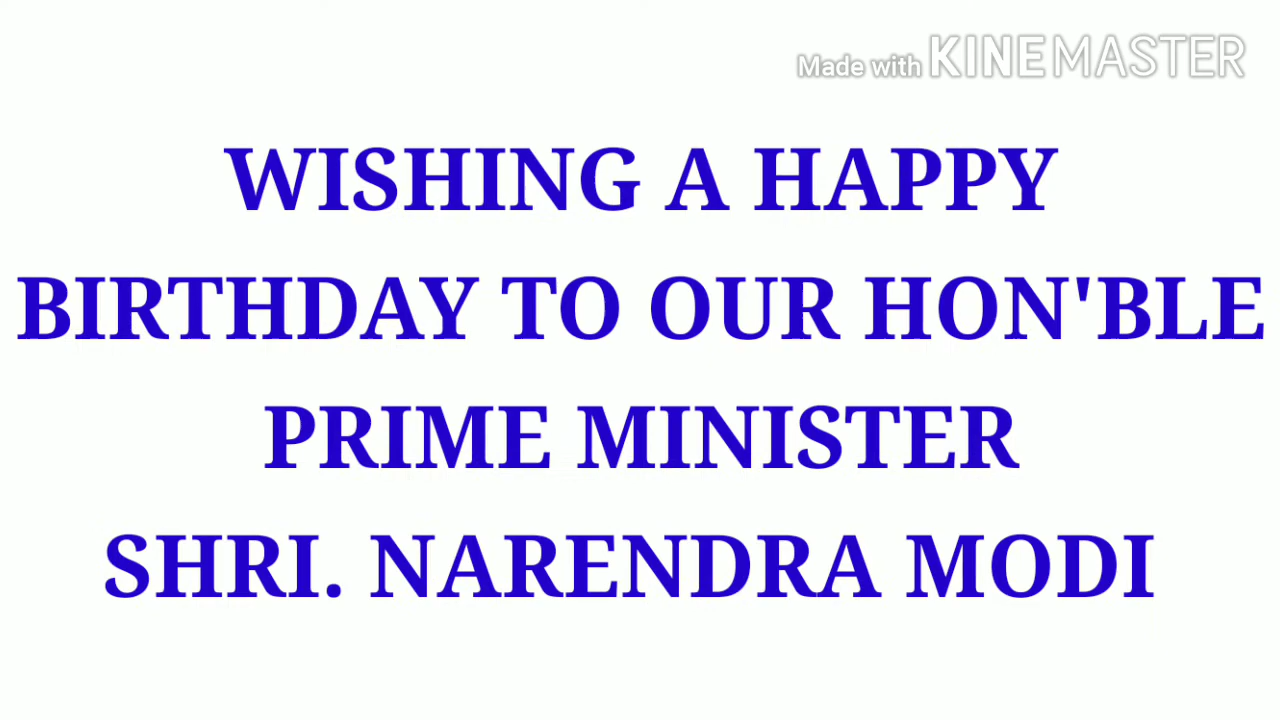 Made with KINEMASTER
WISHING A HAPPY
BIRTHDAY TO OUR HON'BLE
PRIME MINISTER
SHRI. NARENDRA MODI